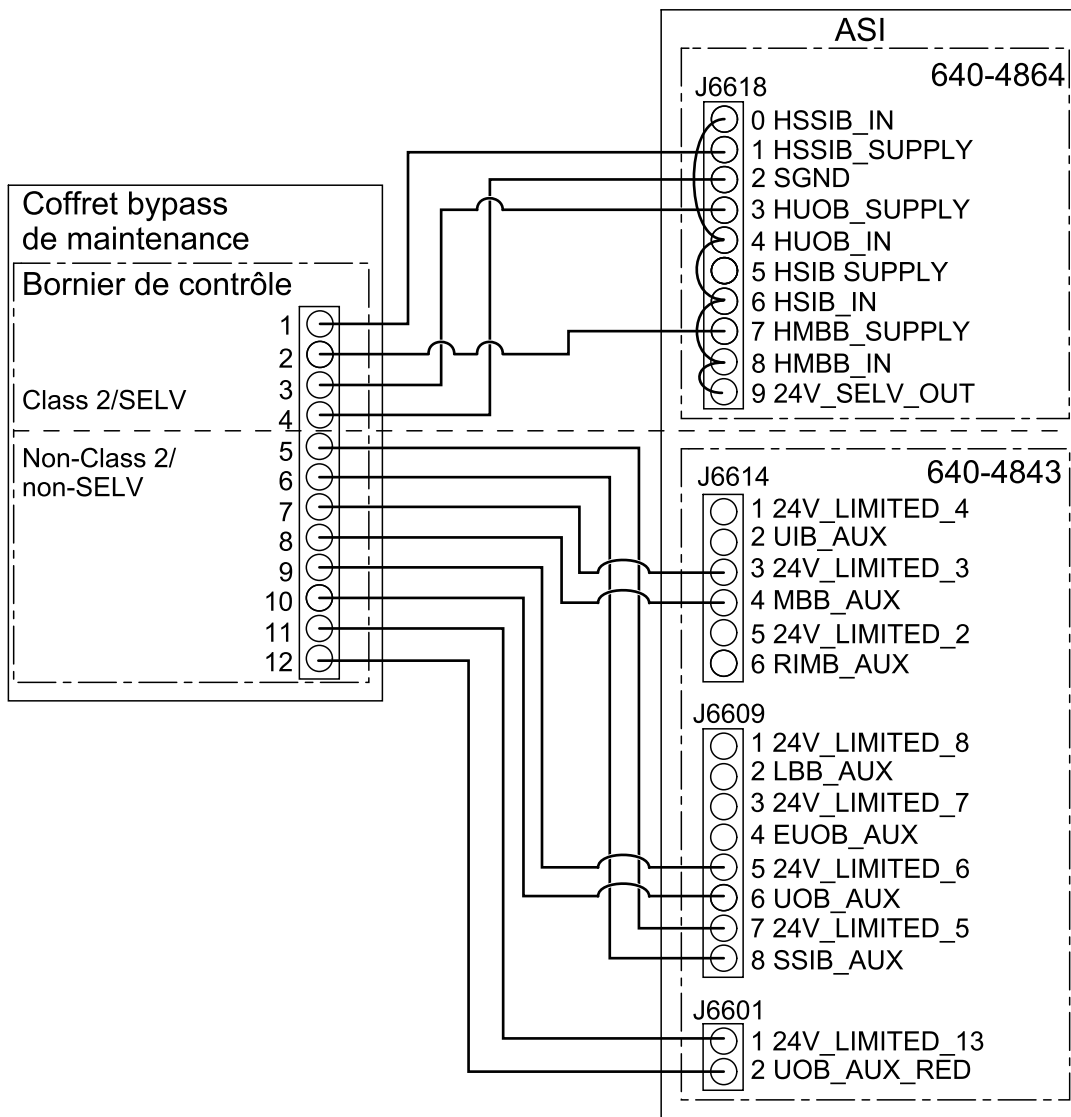 ASI
640-4864
J6618
0 HSSIB_IN
1 HSSIB_SUPPLY
2 SGND
3 HUOB_SUPPLY
4 HUOB_IN
5 HSIB SUPPLY
6 HSIB_IN
7 HMBB_SUPPLY
8 HMBB_IN
9 24V_SELV_OUT
Coffret bypass
de maintenance
Bornier de contrôle
1
2
3
4
Class 2/SELV
Non-Class 2/
non-SELV
5
6
7
8
9
10
11
12
640-4843
J6614
1 24V_LIMITED_4
2 UIB_AUX
3 24V_LIMITED_3
4 MBB_AUX
5 24V_LIMITED_2
6 RIMB_AUX
J6609
1 24V_LIMITED_8
2 LBB_AUX
3 24V_LIMITED_7
4 EUOB_AUX
5 24V_LIMITED_6
6 UOB_AUX
7 24V_LIMITED_5
8 SSIB_AUX
J6601
1 24V_LIMITED_13
2 UOB_AUX_RED